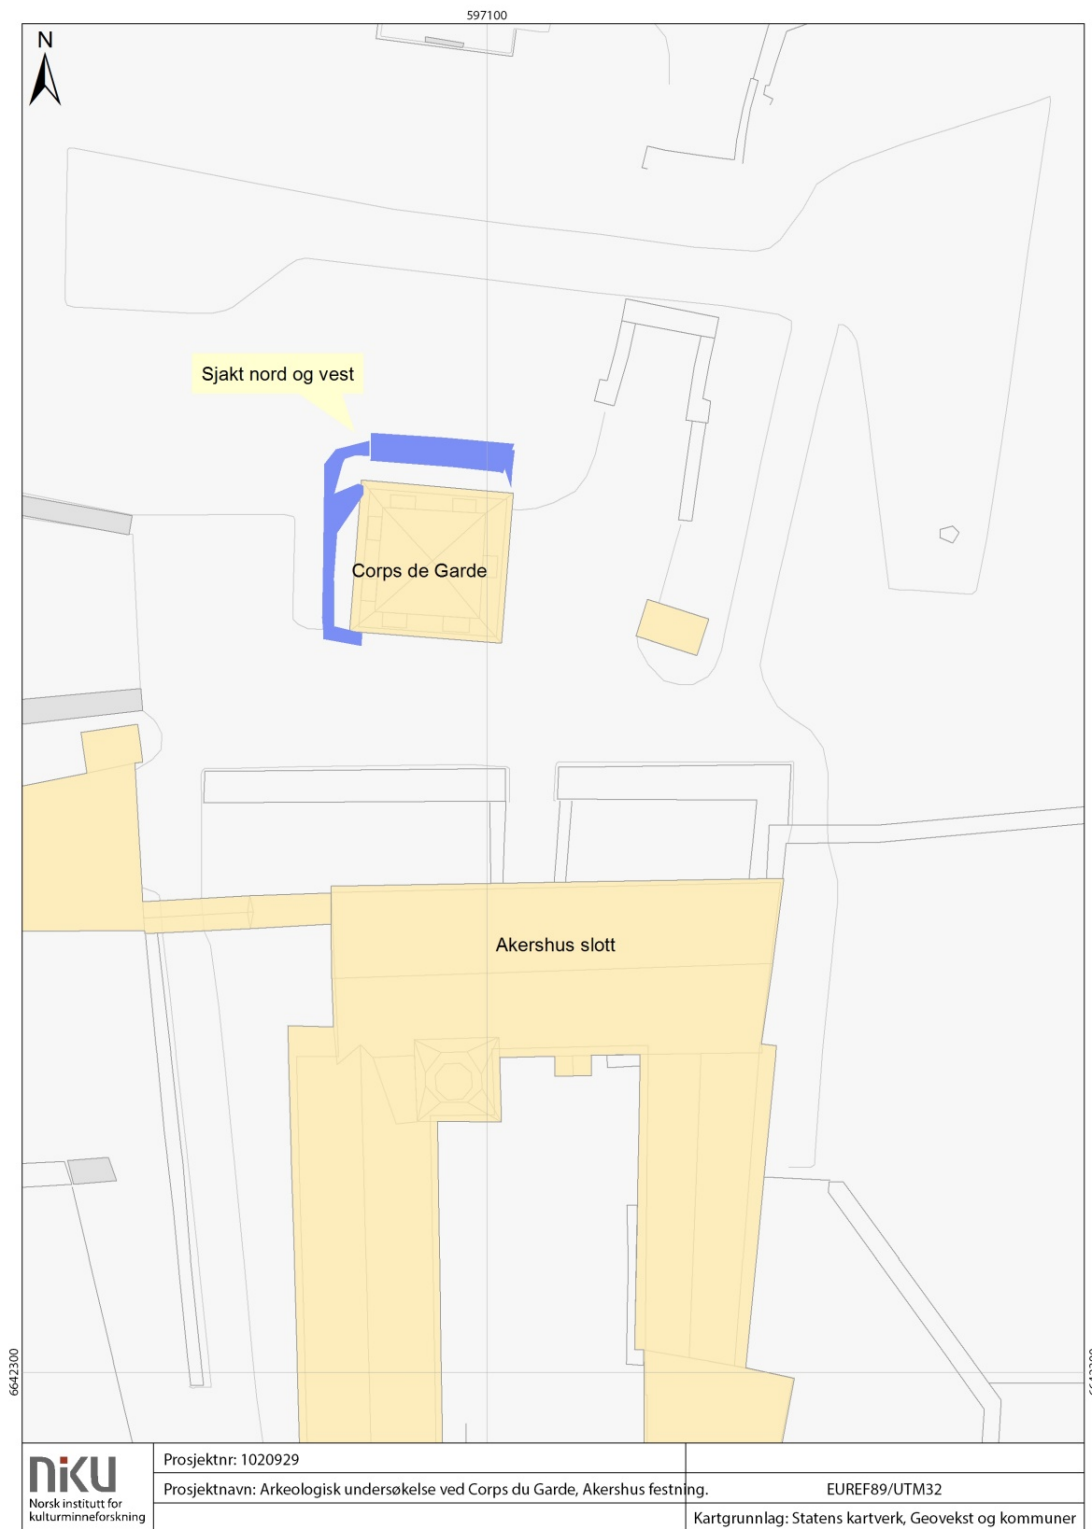 597100
N
Sjakt nord og vest
Corps de Garde
Akershus slott
6642300
6642300
niku
Norsk institutt for
kulturminneforskning
Prosjektnr: 1020929
Prosjektnavn: Arkeologisk undersøkelse ved Corps du Garde, Akershus festning.
EUREF89/UTM32
Kartgrunnlag: Statens kartverk, Geovekst og kommuner